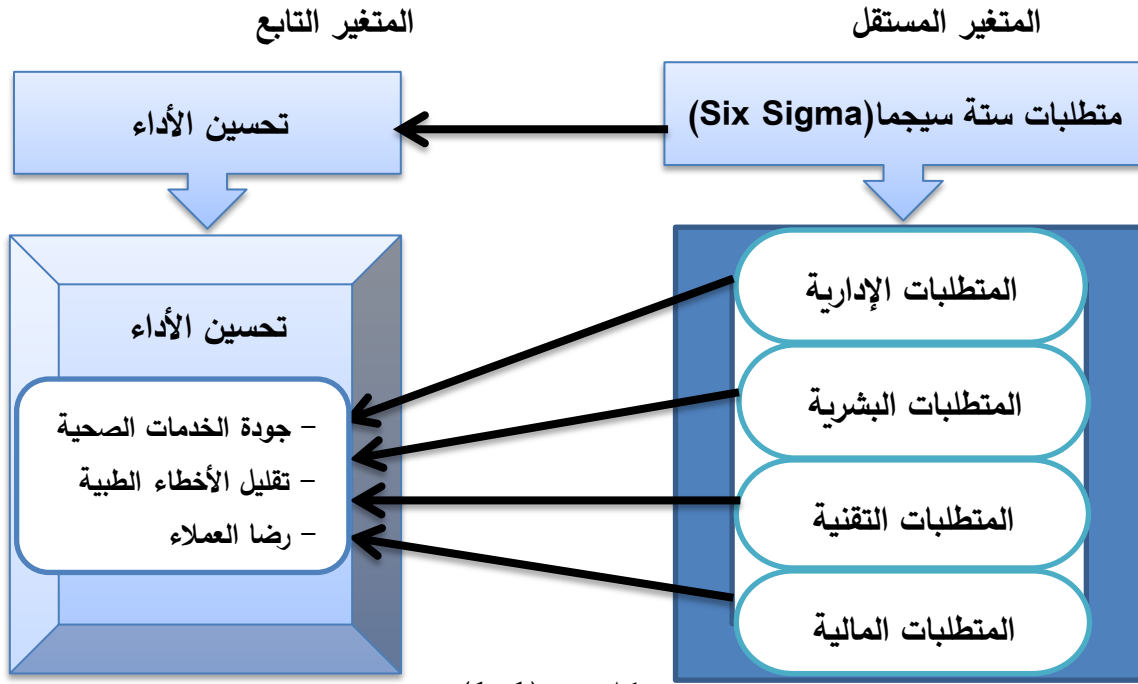 المتغير المستقل
المتغير التابع
متطلبات ستة سيجما(Six Sigma)
تحسين الأداء
المتطلبات الإدارية
المتطلبات البشرية
المتطلبات التقنية
المتطلبات المالية
تحسين الأداء
- جودة الخدمات الصحية
- تقليل الأخطاء الطبية
- رضا العملاء